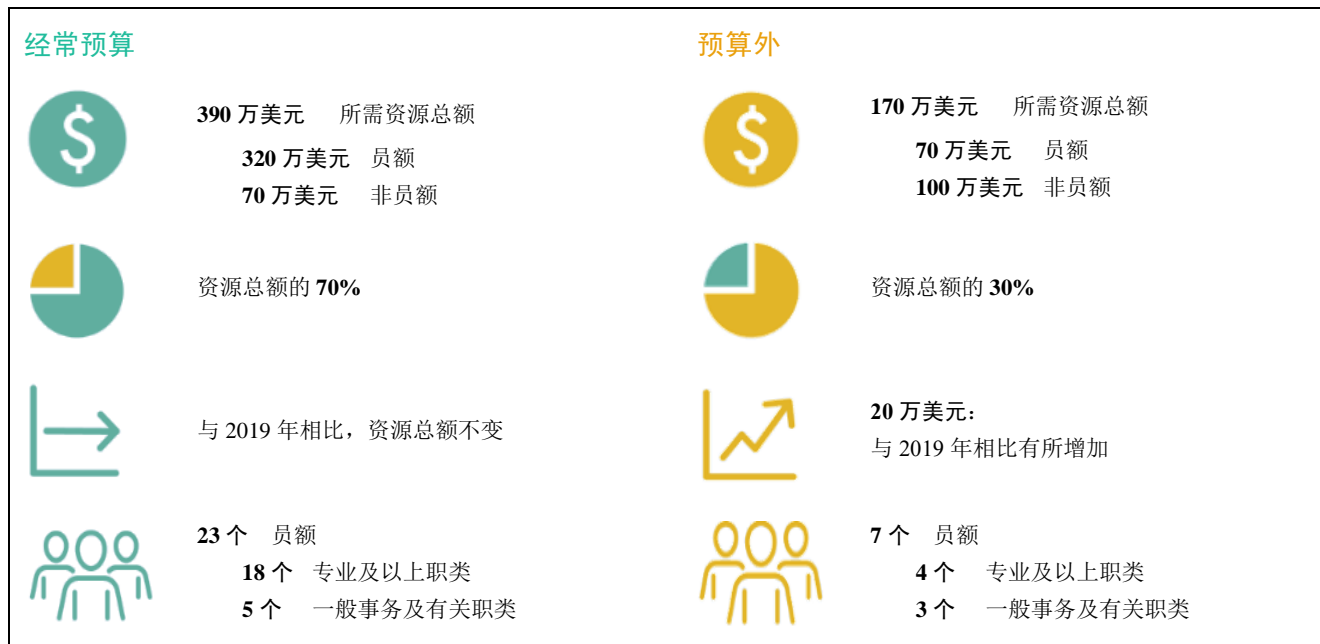 经常预算
390 万美元 所需资源总额
320 万美元 员额
70 万美元 非员额
资源总额的 70%
与 2019 年相比，资源总额不变
23 个 员额
18 个 专业及以上职类
5 个 一般事务及有关职类
预算外
170 万美元 所需资源总额
70 万美元 员额
100 万美元 非员额
资源总额的 30%
20 万美元：
与 2019 年相比有所增加
7 个 员额
4 个 专业及以上职类
3 个 一般事务及有关职类